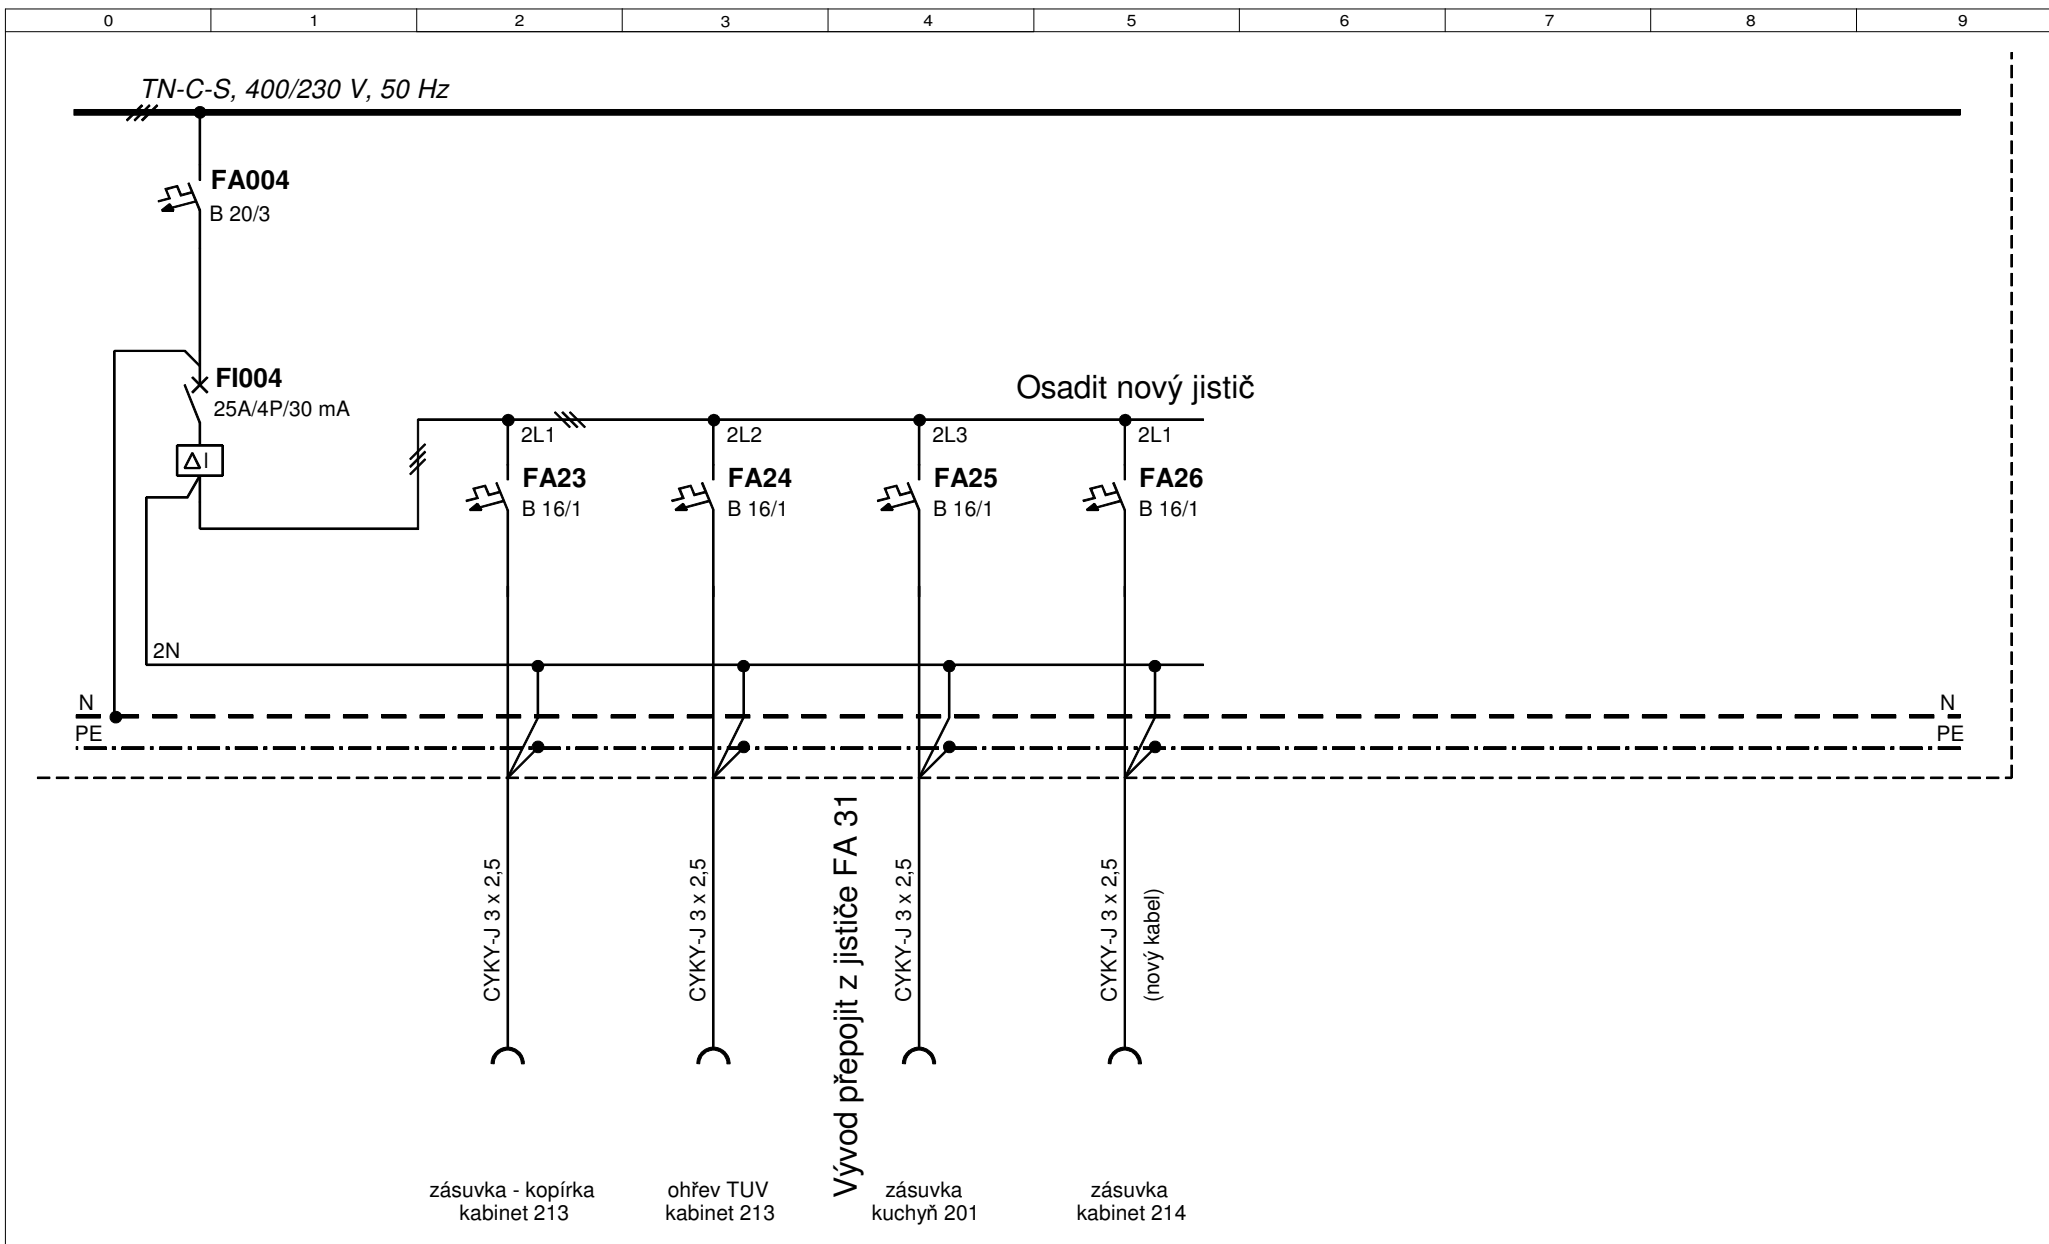 0 1 2 3 4 5 6 7 8 9
TN-C-S, 400/230 V, 50 Hz
FA004
B 20/3
FI004
25A/4P/30 mA
Δ I
Osadit nový jistič
2L1 2L2 2L3 2L1
FA23 FA24 FA25 FA26
B 16/1 B 16/1 B 16/1 B 16/1
2N
N N
PE PE
CYKY-J 3 x 2,5
CYKY-J 3 x 2,5
Vývod přepojit z jističe FA 31
CYKY-J 3 x 2,5
CYKY-J 3 x 2,5
(nový kabel)
zásuvka - kopírka
kabinet 213
ohřev TUV
kabinet 213
zásuvka
kuchyň 201
zásuvka
kabinet 214